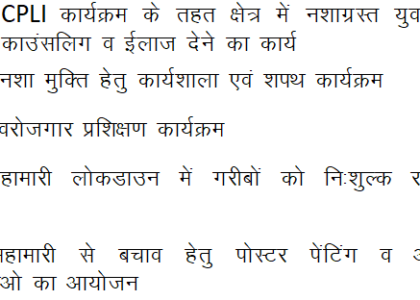 CPLI कार्यक्रम के तहत क्षेत्र में नशाग्रस्त युव
काउंसलिग व ईलाज देने का कार्य
नशा मुक्ति हेतु कार्यशाला एवं शपथ कार्यक्रम
वरोजगार प्रशिक्षण कार्यक्रम
हामारी लोकडाउन में गरीबों को निःशुल्क र
महामारी से बचाव हेतु पोस्टर पेंटिंग व
ओ का आयोजन